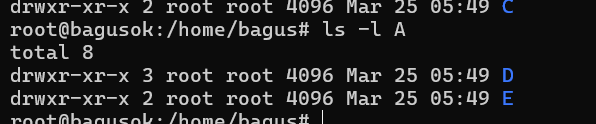 drwxr-xr-x 2 root root 4096 Mar 25 05:49 C
root@bagusok:/home/bagus# ls -l A
total 8
drwxr-xr-x 3 root root 4096 Mar 25 05:49 D
drwxr-xr-x 2 root root 4096 Mar 25 05:49 E
root@bagusok:/home/bagus#